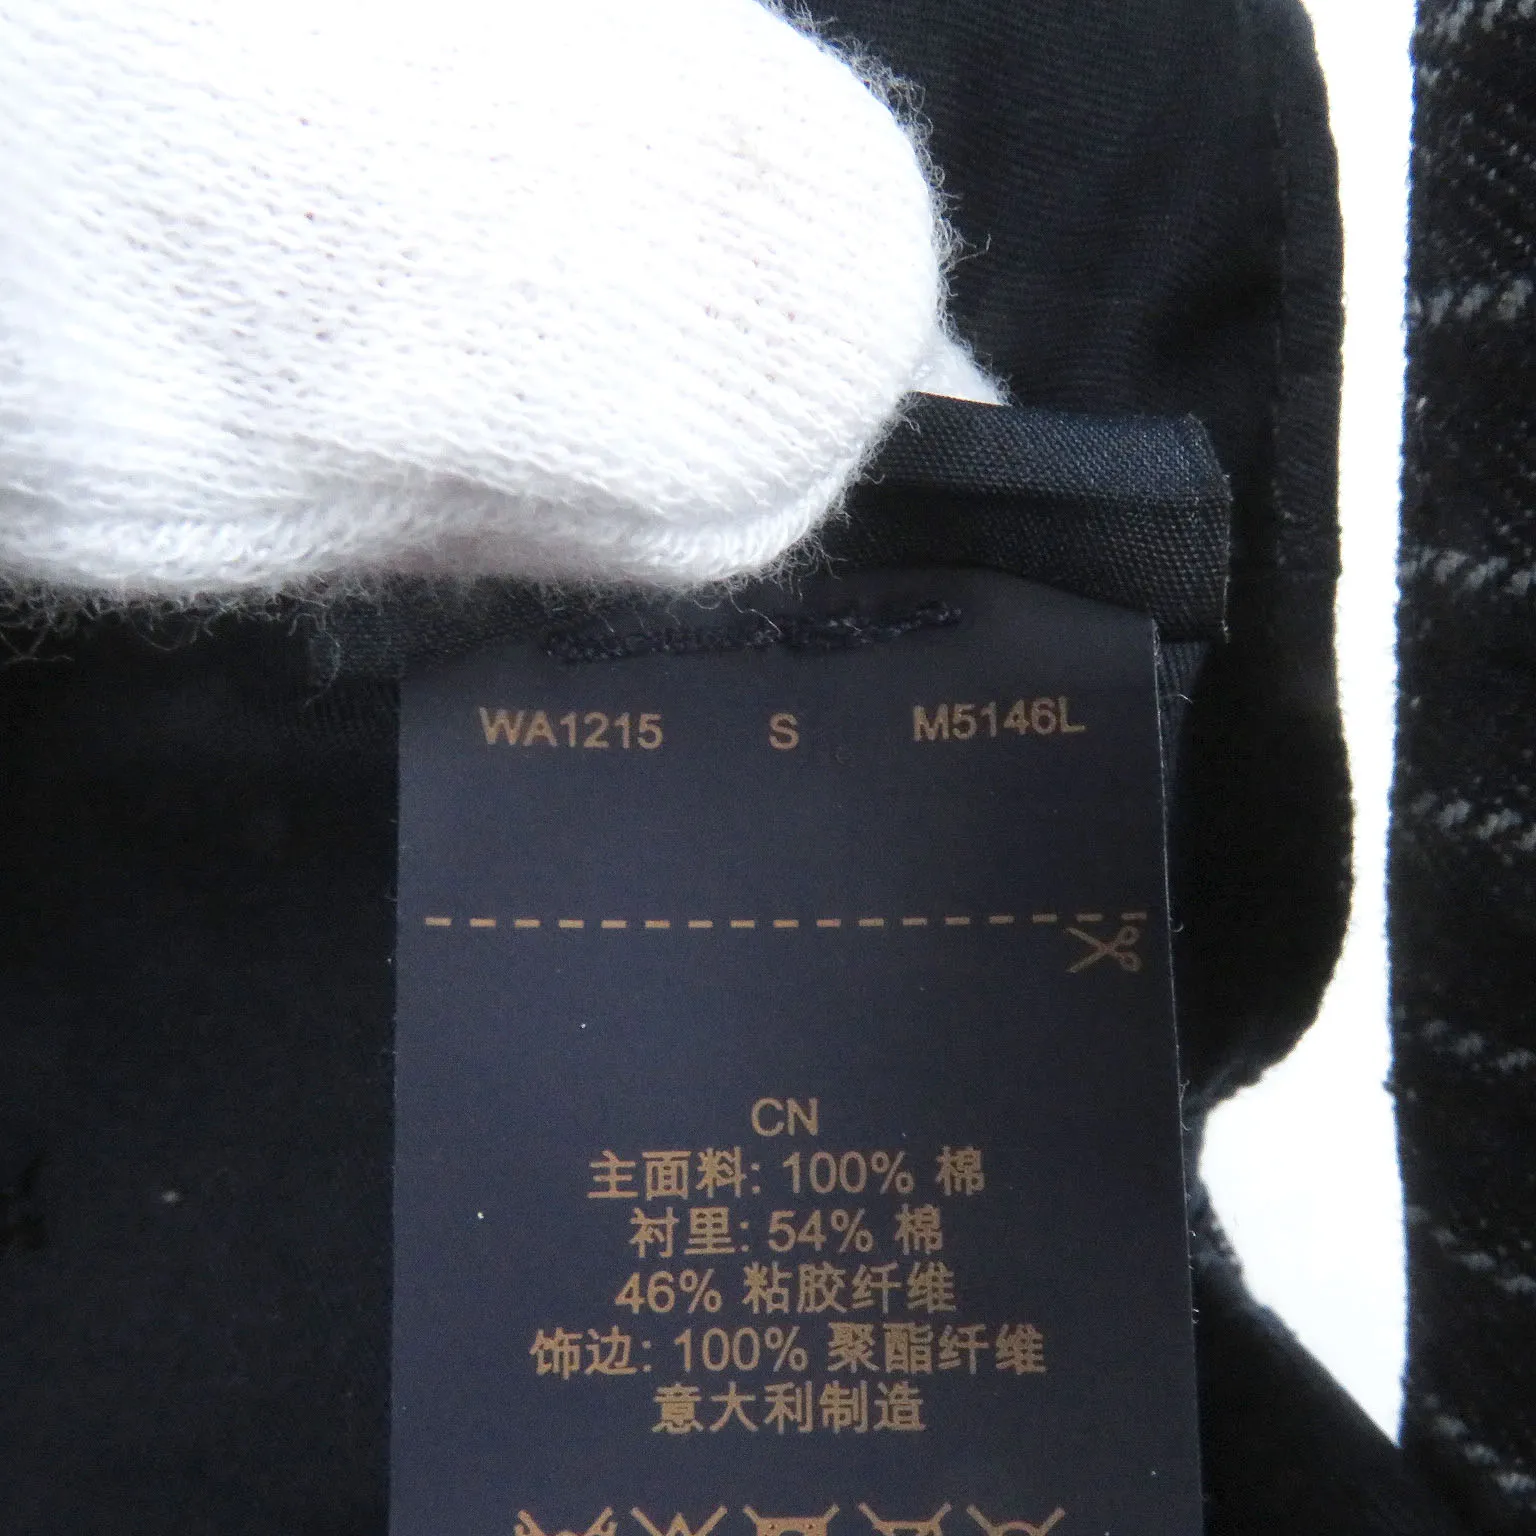 WA1215 S M5146L
CN
主面料: 100% 棉
衬里: 54% 棉
46% 粘胶纤维
饰边: 100% 聚酯纤维
意大利制造